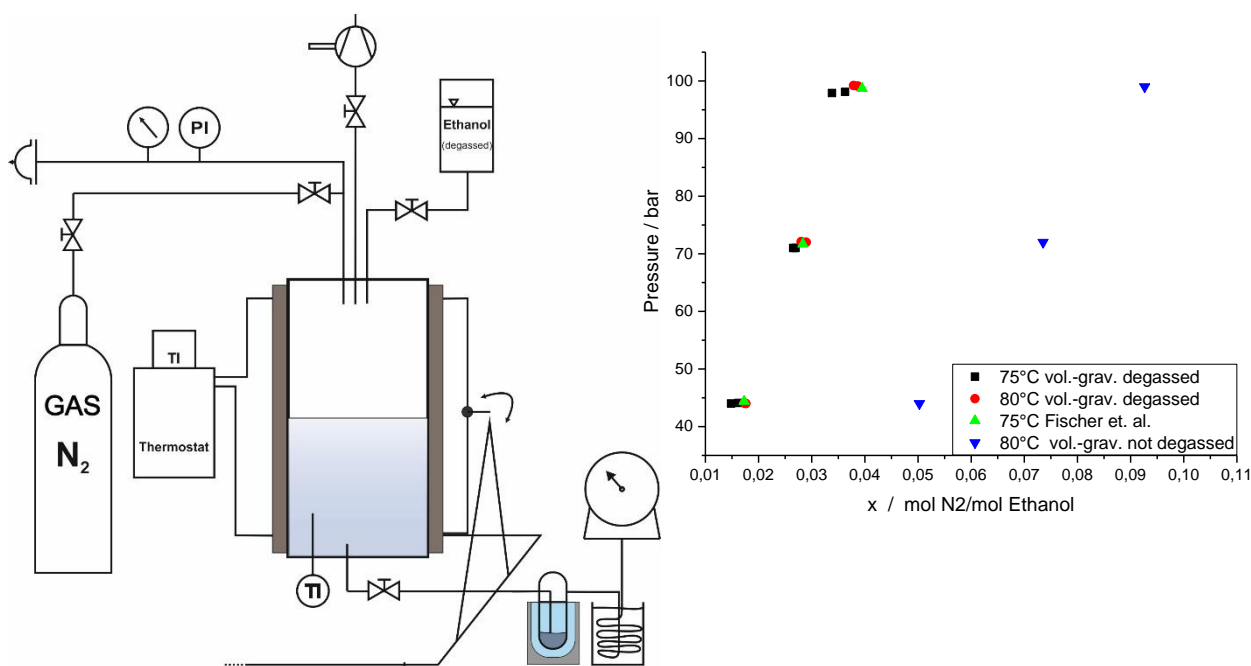 PI
Ethanol
(degassed)
GAS
N₂
TI
Thermostat
TI
Pressure / bar
100
90
80
70
60
50
40
75°C vol.-grav. degassed
80°C vol.-grav. degassed
75°C Fischer et. al.
80°C  vol.-grav. not degassed
0,01 0,02 0,03 0,04 0,05 0,06 0,07 0,08 0,09 0,10 0,11
x / mol N2/mol Ethanol